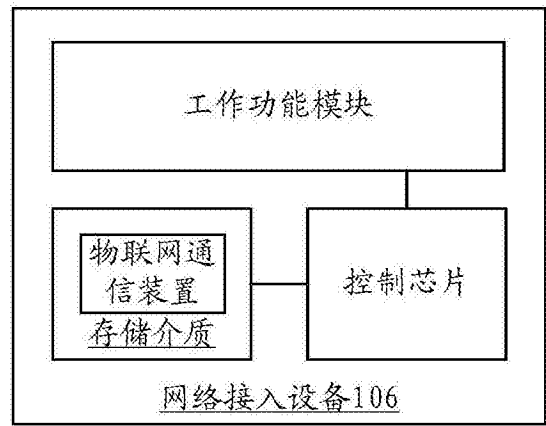 工作功能模块
物联网通
信装置
存储介质
控制芯片
网络接入设备106